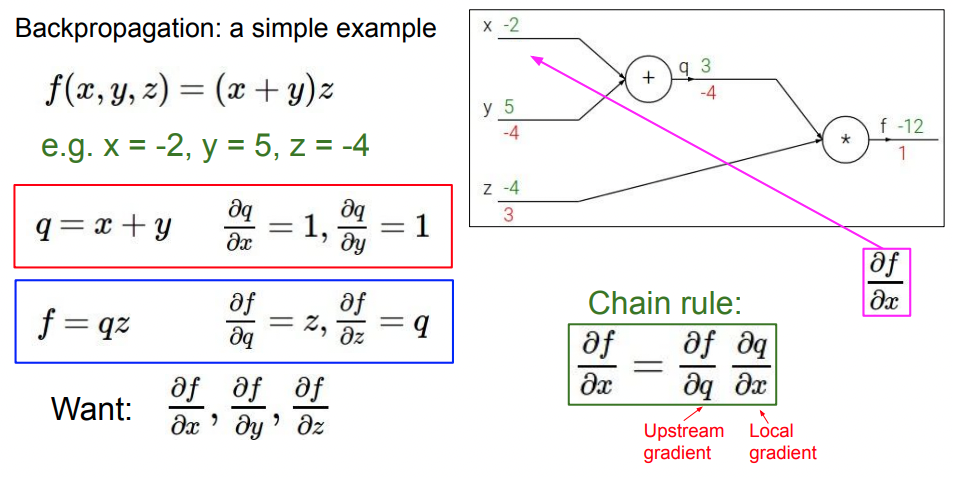 Backpropagation: a simple example
f(x, y, z) = (x + y)z
e.g. x = -2, y = 5, z = -4
q = x + y ∂q/∂x = 1, ∂q/∂y = 1
f = qz ∂f/∂q = z, ∂f/∂z = q
Want: ∂f/∂x, ∂f/∂y, ∂f/∂z
x -2
+
q 3
-4
y 5
-4
*
f -12
1
z -4
3
∂f/∂x
Chain rule:
∂f/∂x = ∂f/∂q ∂q/∂x
Upstream
gradient
Local
gradient